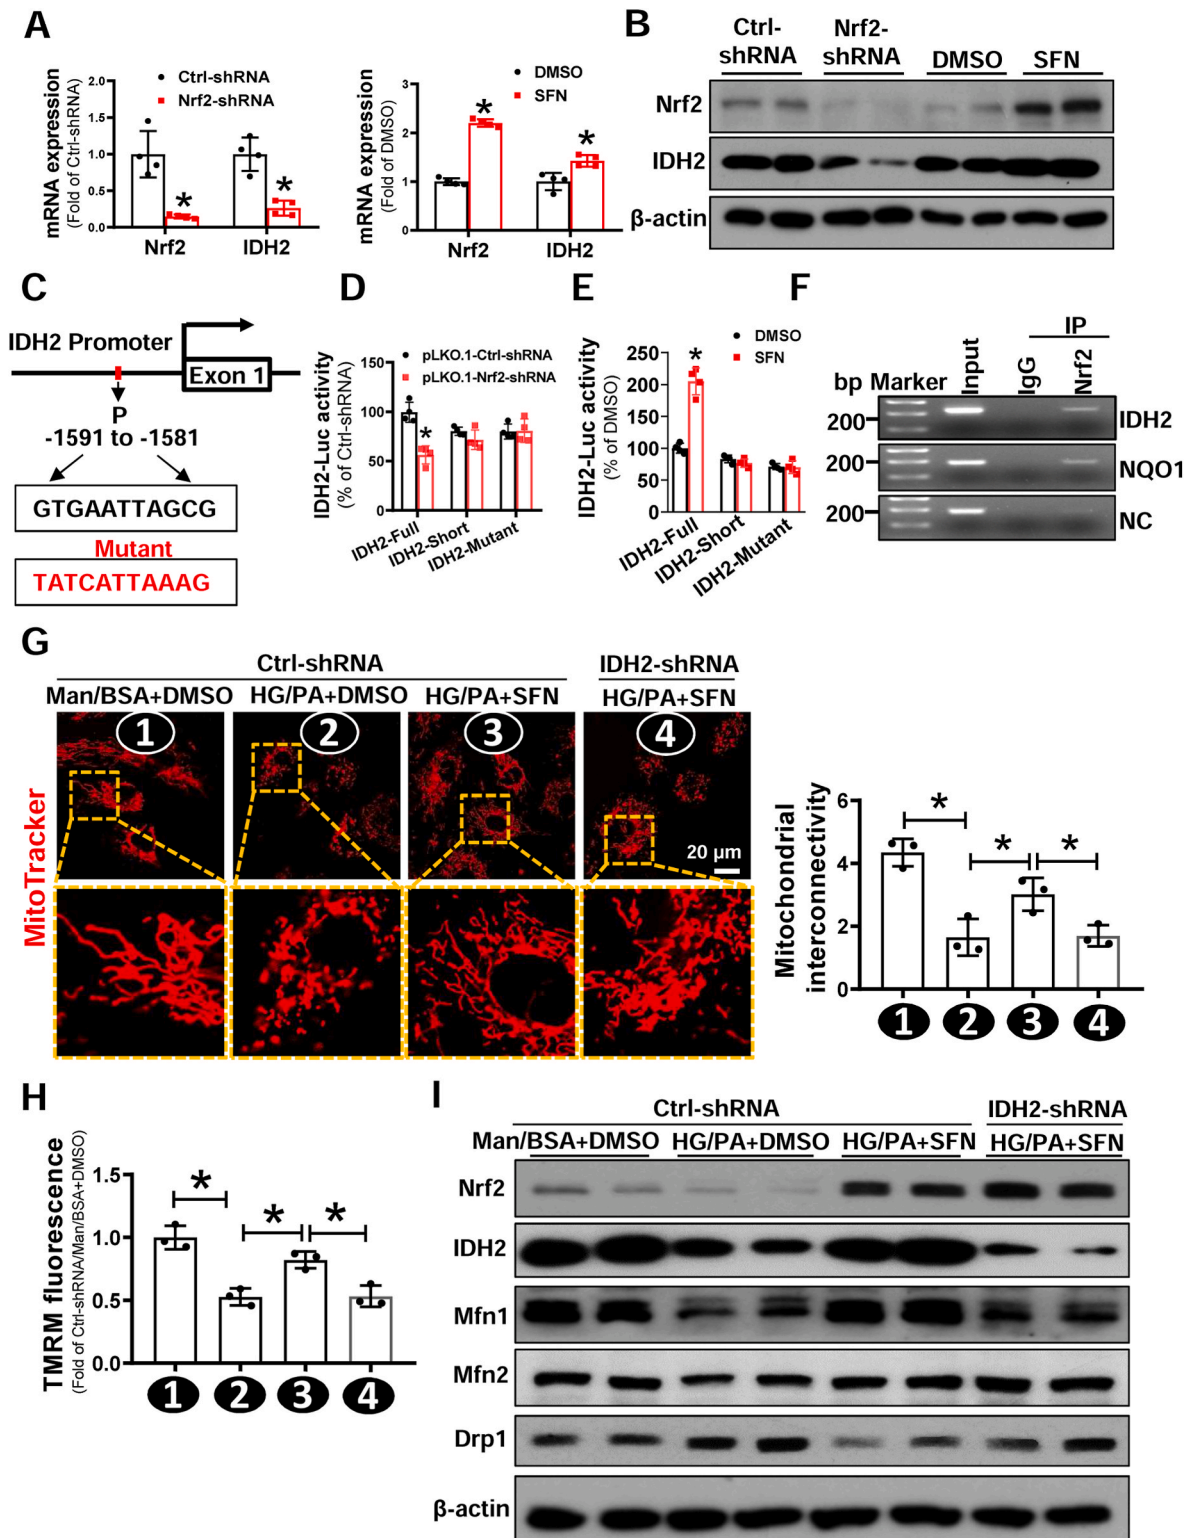 A
mRNA expression
(Fold of Ctrl-shRNA)
2.0
1.5
1.0
0.5
0.0
Ctrl-shRNA
Nrf2-shRNA
*
*
Nrf2
IDH2
mRNA expression
(Fold of DMSO)
3
2
1
0
DMSO
SFN
*
*
Nrf2
IDH2
B
Ctrl-
shRNA
Nrf2-
shRNA
DMSO
SFN
Nrf2
IDH2
β-actin
C
IDH2 Promoter
Exon 1
P
-1591 to -1581
GTGAATTAGCG
Mutant
TATCATTAAAG
D
IDH2-Luc activity
(% of Ctrl-shRNA)
150
100
50
0
pLKO.1-Ctrl-shRNA
pLKO.1-Nrf2-shRNA
*
IDH2-Full
IDH2-Short
IDH2-Mutant
E
IDH2-Luc activity
(% of DMSO)
250
200
150
100
50
0
DMSO
SFN
*
IDH2-Full
IDH2-Short
IDH2-Mutant
F
IP
bp
Marker
Input
IgG
Nrf2
200
IDH2
200
NQO1
200
NC
G
Ctrl-shRNA
IDH2-shRNA
Man/BSA+DMSO
HG/PA+DMSO
HG/PA+SFN
HG/PA+SFN
1
2
3
4
MitoTracker
20 μm
Mitochondrial
interconnectivity
6
4
2
0
*
*
*
1
2
3
4
H
TMRM fluorescence
(Fold of Ctrl-shRNA/Man/BSA+DMSO)
1.5
1.0
0.5
0.0
*
*
*
1
2
3
4
I
Ctrl-shRNA
IDH2-shRNA
Man/BSA+DMSO
HG/PA+DMSO
HG/PA+SFN
HG/PA+SFN
Nrf2
IDH2
Mfn1
Mfn2
Drp1
β-actin